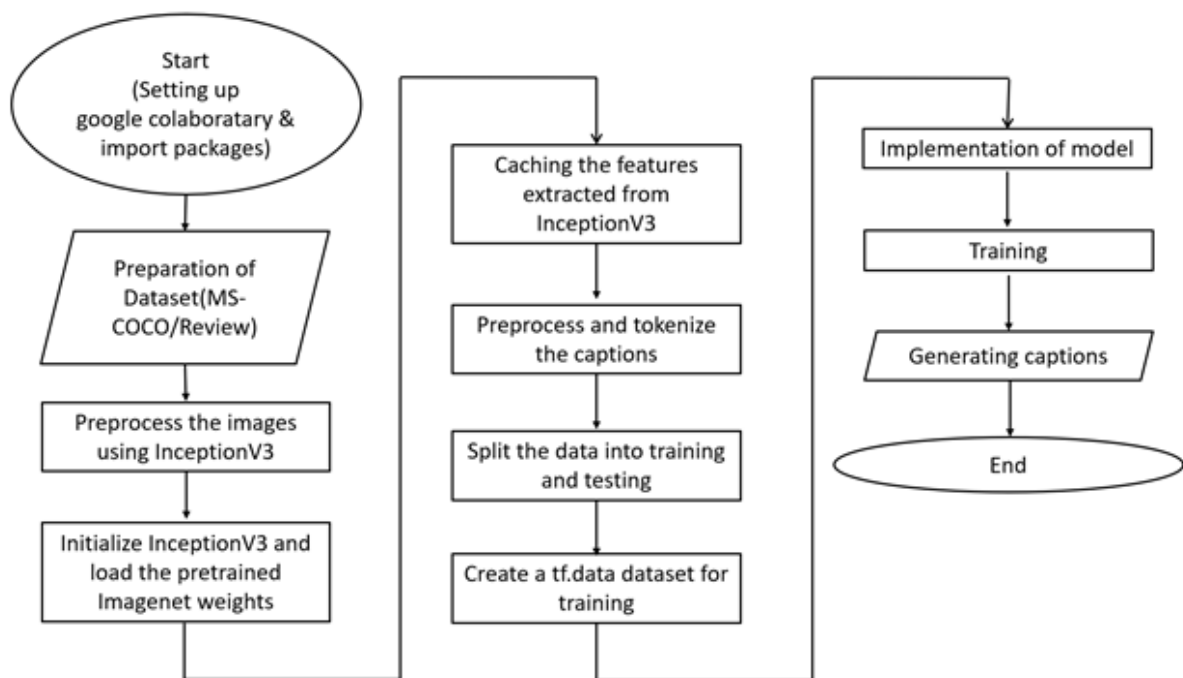 Start
(Setting up
google colaboratary &
import packages)
Preparation of
Dataset(MS-
COCO/Review)
Preprocess the images
using InceptionV3
Initialize InceptionV3 and
load the pretrained
Imagenet weights
Caching the features
extracted from
InceptionV3
Preprocess and tokenize
the captions
Split the data into training
and testing
Create a tf.data dataset for
training
Implementation of model
Training
Generating captions
End